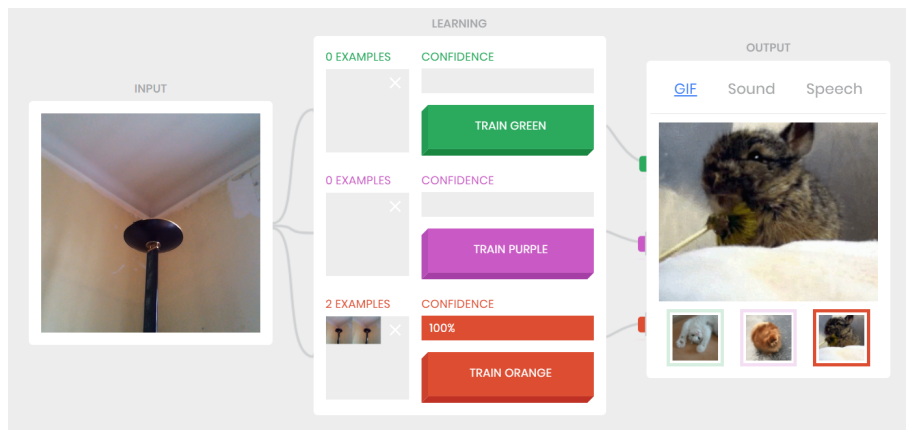 LEARNING
INPUT
0 EXAMPLES
CONFIDENCE
TRAIN GREEN
0 EXAMPLES
CONFIDENCE
TRAIN PURPLE
2 EXAMPLES
CONFIDENCE
100%
TRAIN ORANGE
OUTPUT
GIF Sound Speech